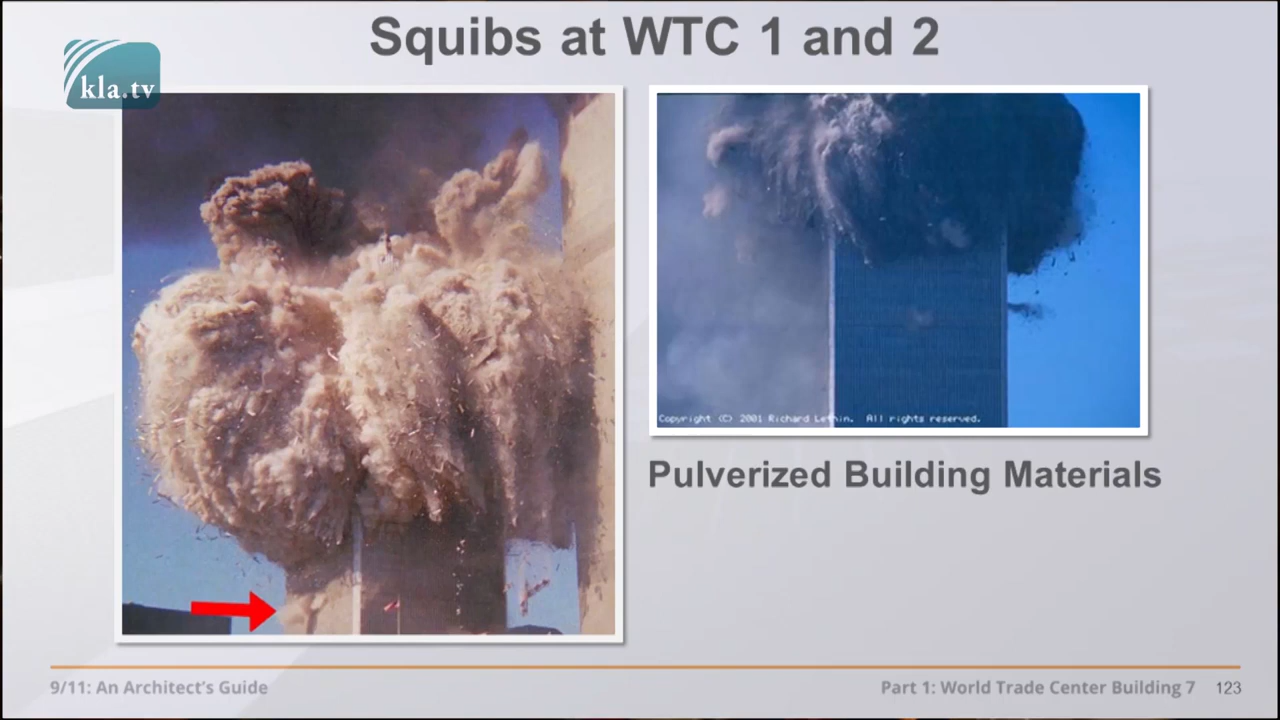 Squibs at WTC 1 and 2
kla.tv
Copyright (C) 2001 Richard Lethin. All rights reserved.
Pulverized Building Materials
9/11: An Architect's Guide
Part 1: World Trade Center Building 7 123